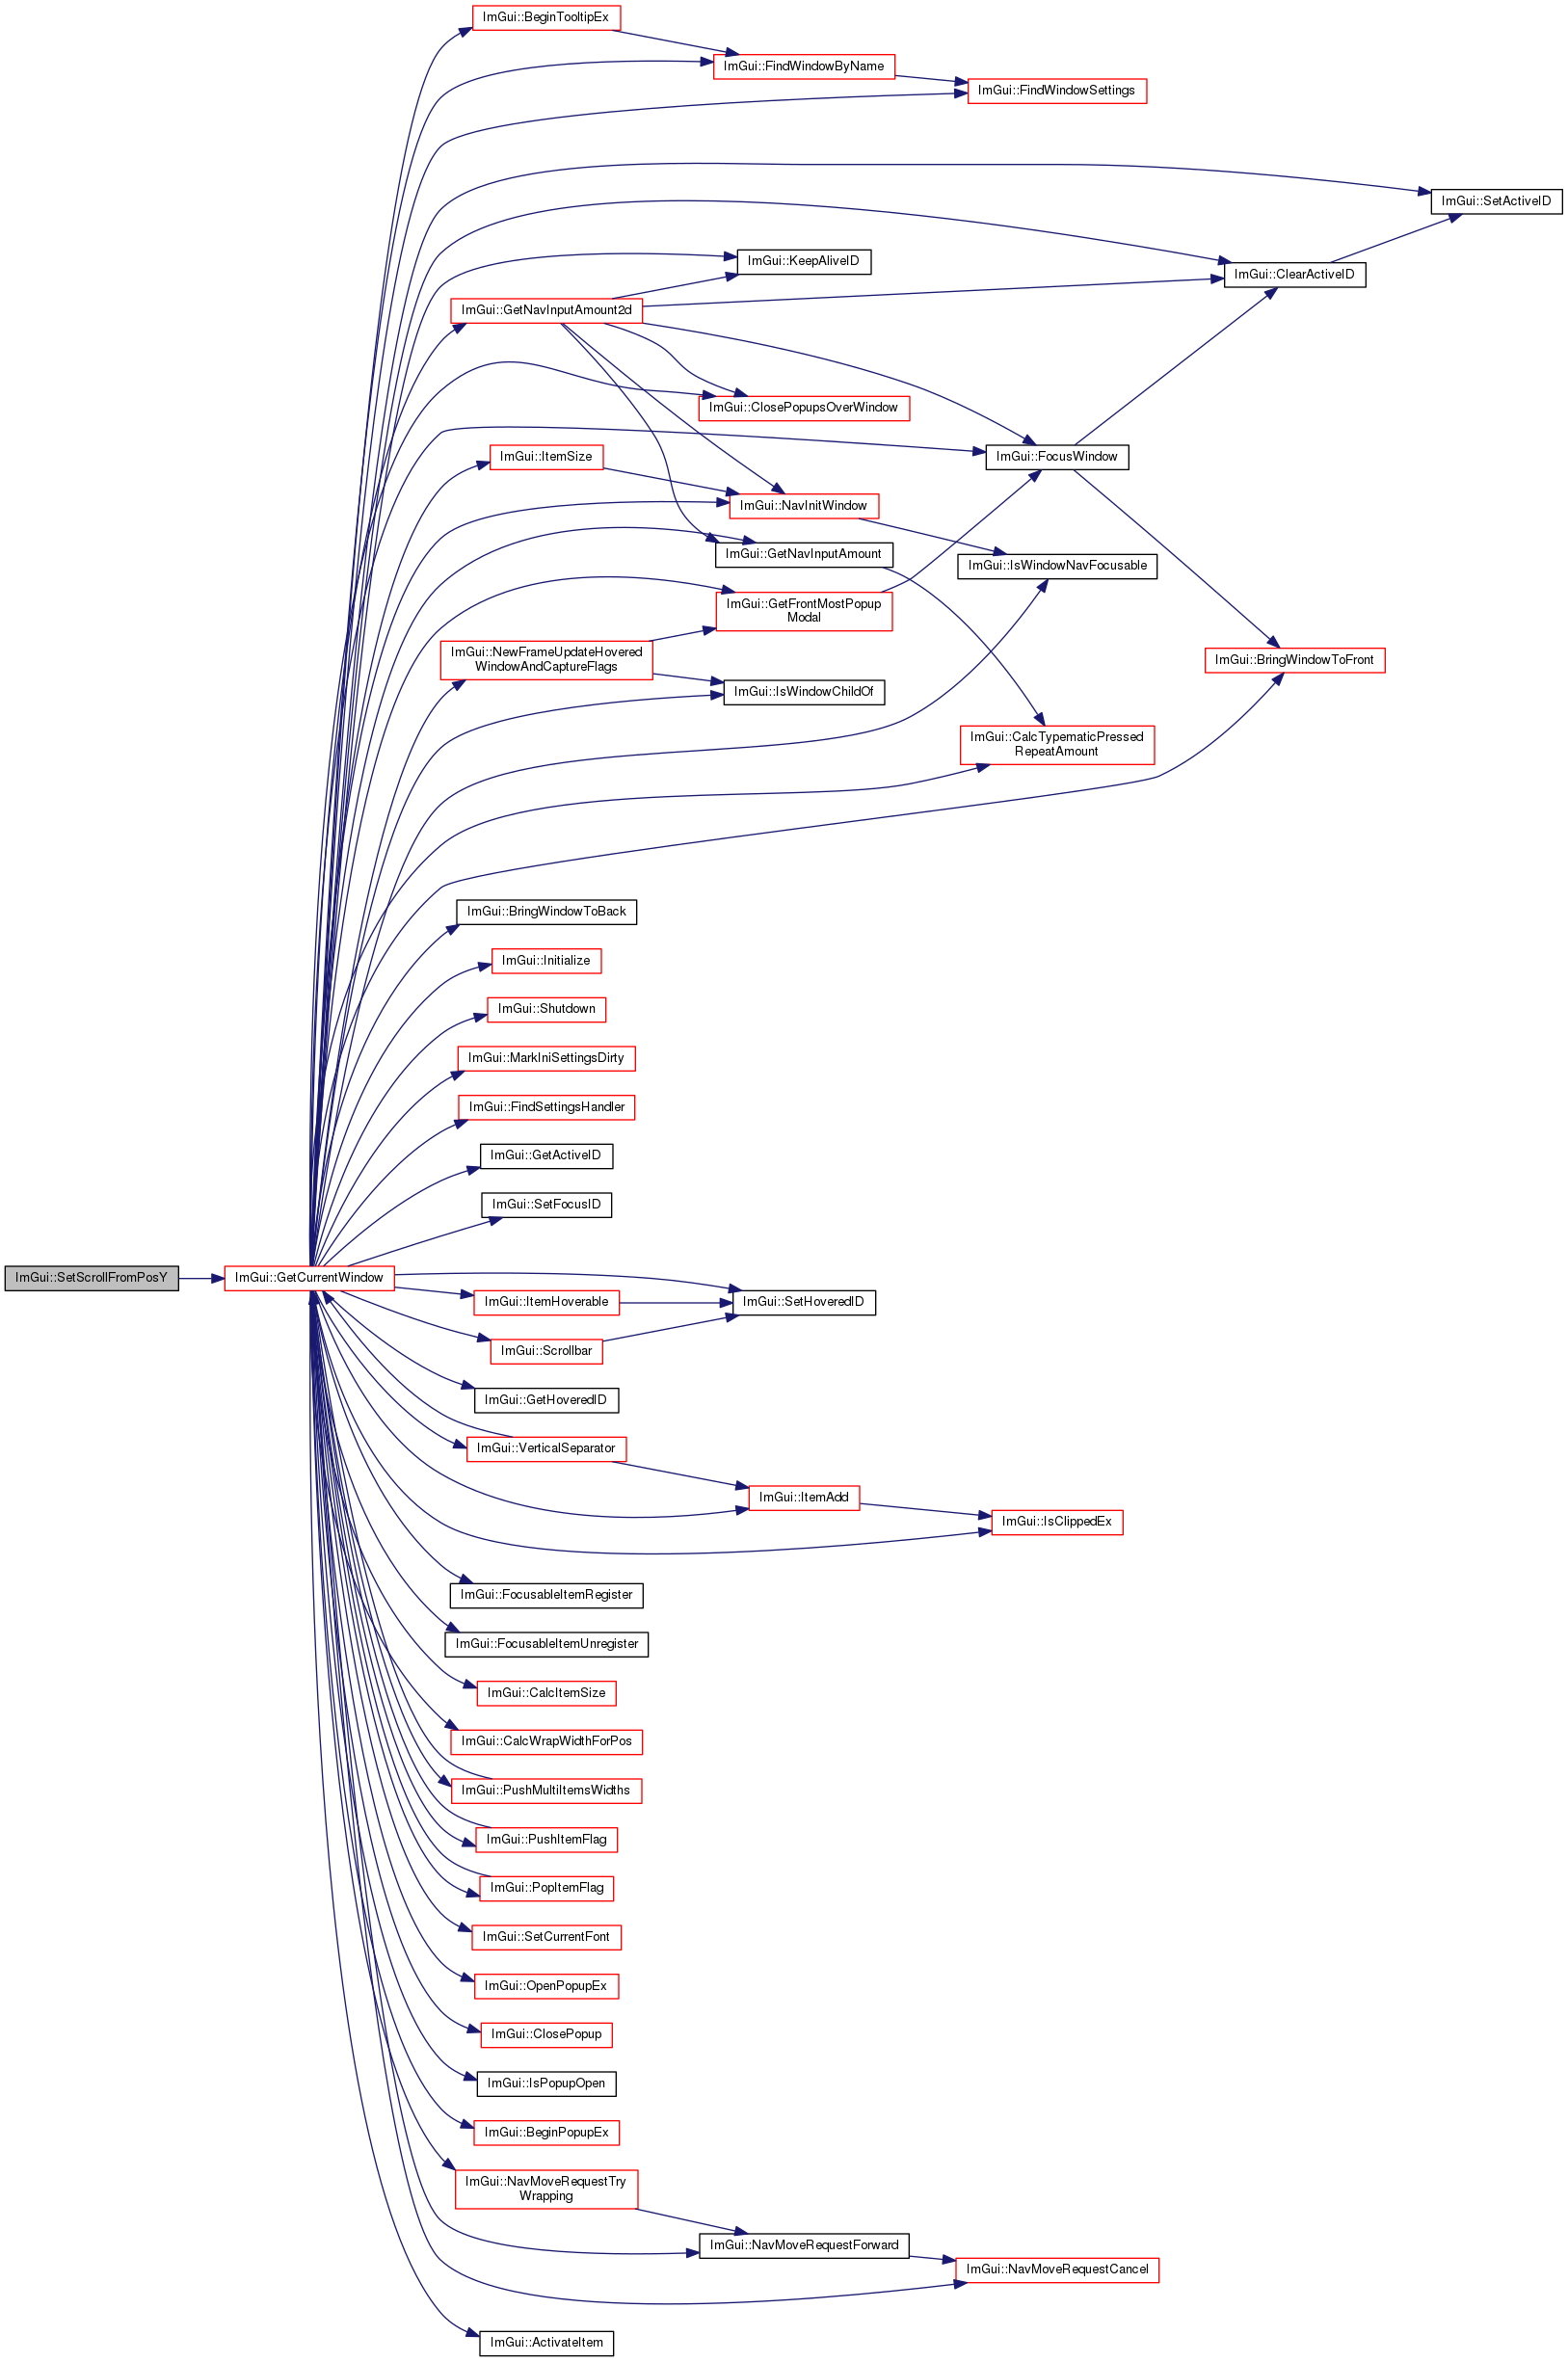 ImGui::BeginTooltipEx
ImGui::FindWindowByName
ImGui::FindWindowSettings
ImGui::SetActiveID
ImGui::KeepAliveID
ImGui::ClearActiveID
ImGui::GetNavInputAmount2d
ImGui::ClosePopupsOverWindow
ImGui::ItemSize
ImGui::FocusWindow
ImGui::NavInitWindow
ImGui::GetNavInputAmount
ImGui::IsWindowNavFocusable
ImGui::GetFrontMostPopup
Modal
ImGui::NewFrameUpdateHovered
WindowAndCaptureFlags
ImGui::BringWindowToFront
ImGui::IsWindowChildOf
ImGui::CalcTypematicPressed
RepeatAmount
ImGui::BringWindowToBack
ImGui::Initialize
ImGui::Shutdown
ImGui::MarkIniSettingsDirty
ImGui::FindSettingsHandler
ImGui::GetActiveID
ImGui::SetFocusID
ImGui::SetScrollFromPosY
ImGui::GetCurrentWindow
ImGui::ItemHoverable
ImGui::SetHoveredID
ImGui::Scrollbar
ImGui::GetHoveredID
ImGui::VerticalSeparator
ImGui::ItemAdd
ImGui::IsClippedEx
ImGui::FocusableItemRegister
ImGui::FocusableItemUnregister
ImGui::CalcItemSize
ImGui::CalcWrapWidthForPos
ImGui::PushMultiItemsWidths
ImGui::PushItemFlag
ImGui::PopItemFlag
ImGui::SetCurrentFont
ImGui::OpenPopupEx
ImGui::ClosePopup
ImGui::IsPopupOpen
ImGui::BeginPopupEx
ImGui::NavMoveRequestTry
Wrapping
ImGui::NavMoveRequestForward
ImGui::NavMoveRequestCancel
ImGui::ActivateItem